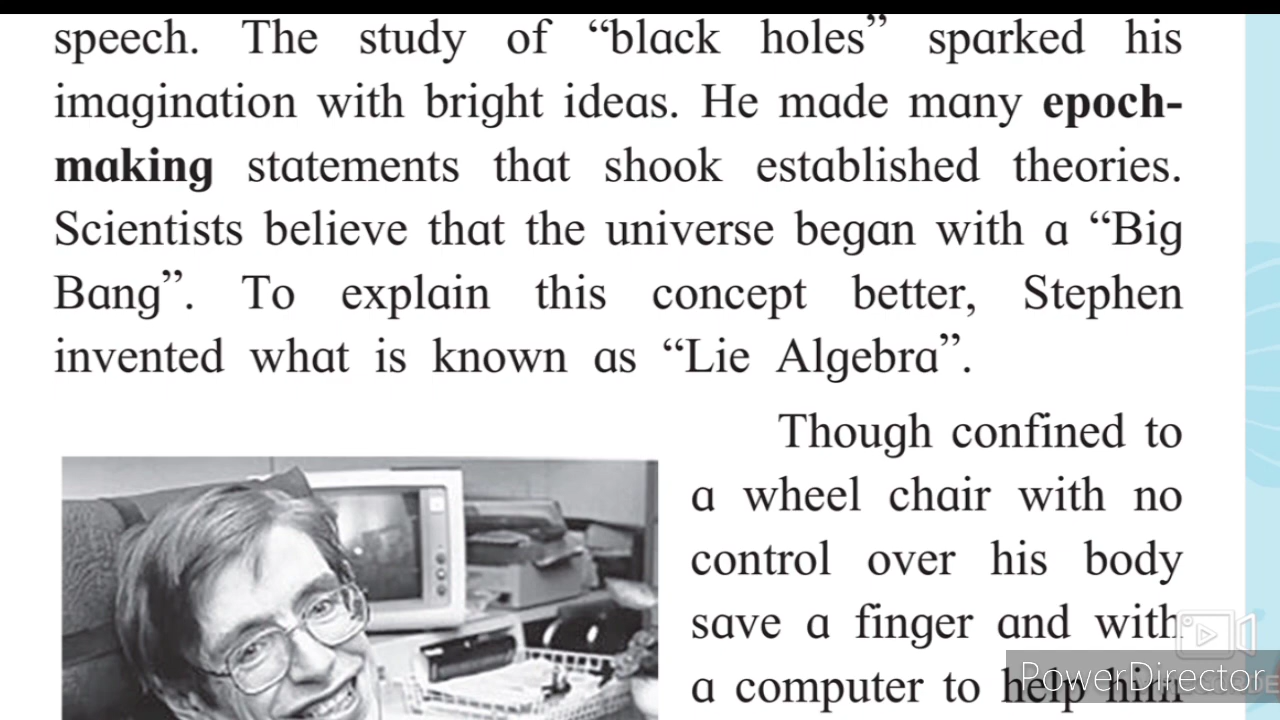 speech. The study of “black holes” sparked his
imagination with bright ideas. He made many epoch-
making statements that shook established theories.
Scientists believe that the universe began with a “Big
Bang”. To explain this concept better, Stephen
invented what is known as “Lie Algebra”.
Though confined to
a wheel chair with no
control over his body
save a finger and with
a computer to help him
PowerDirector